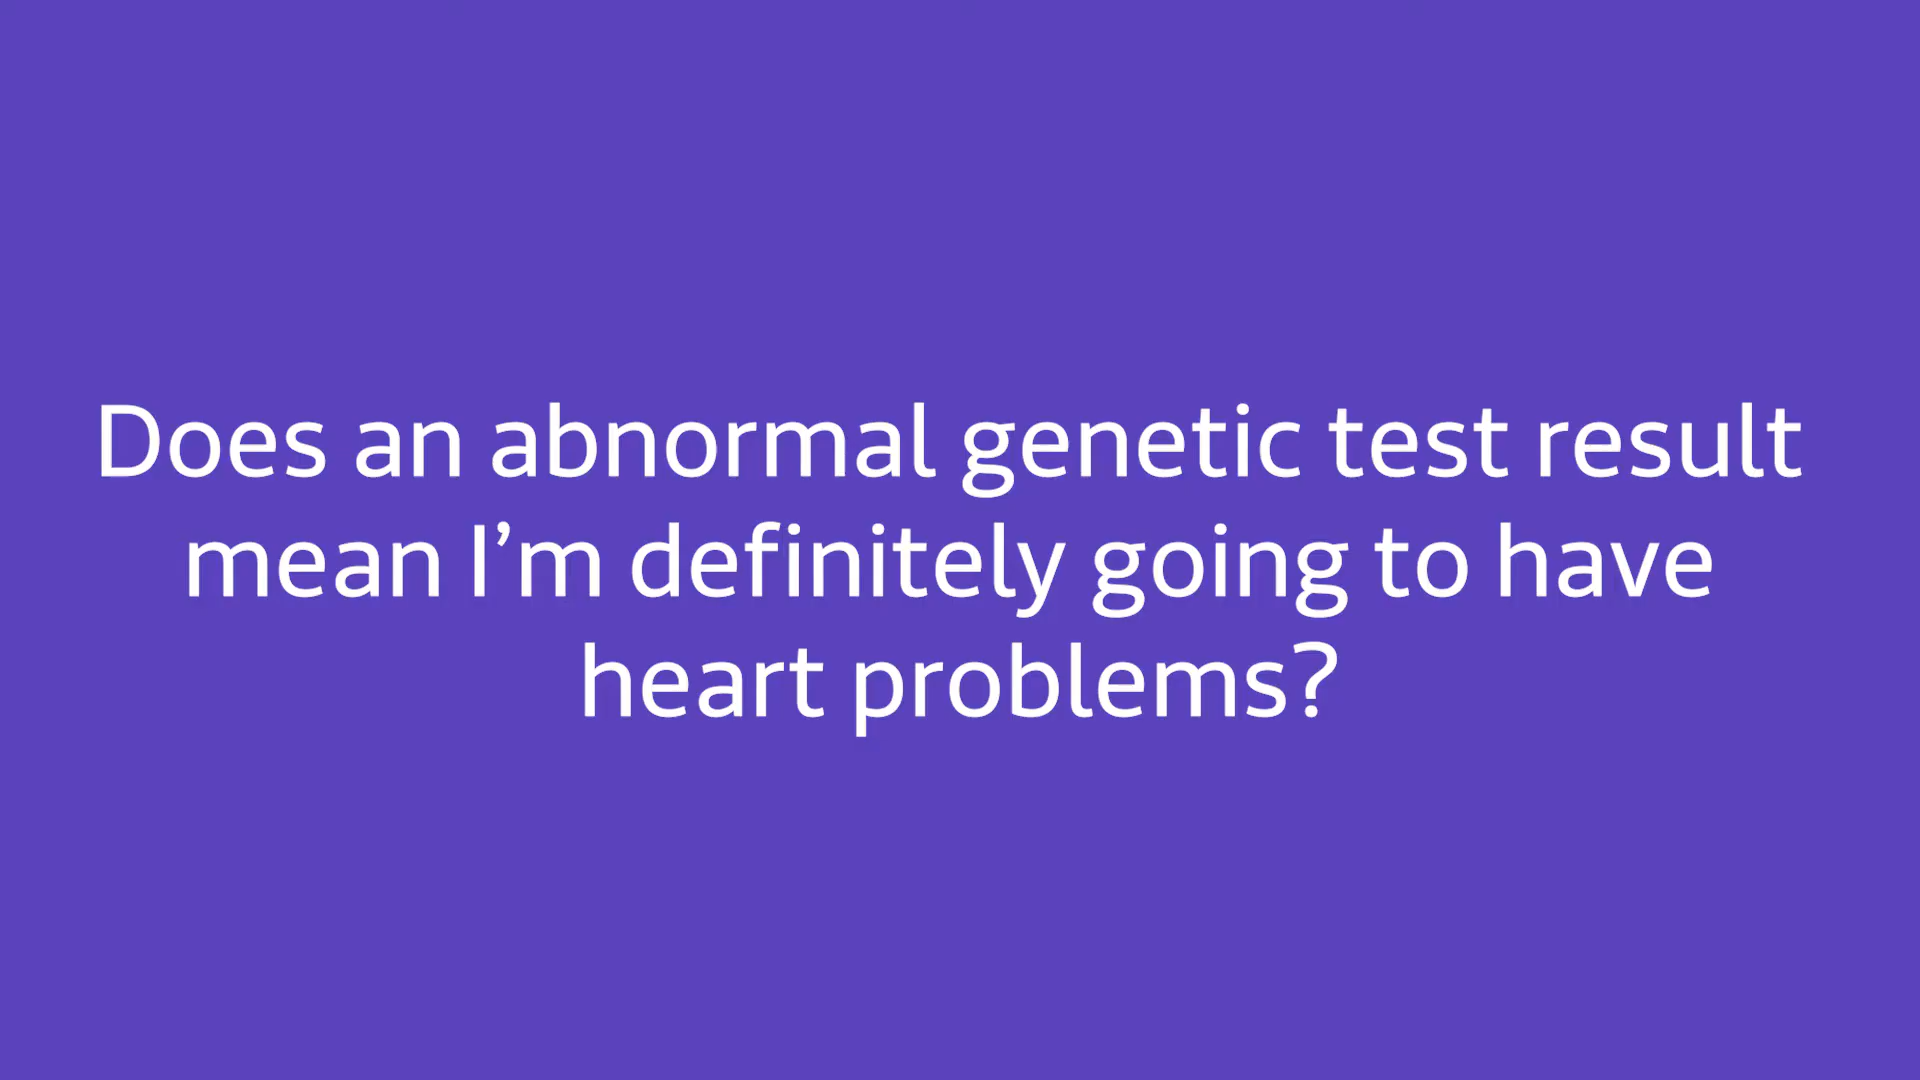 Does an abnormal genetic test result
mean I’m definitely going to have
heart problems?